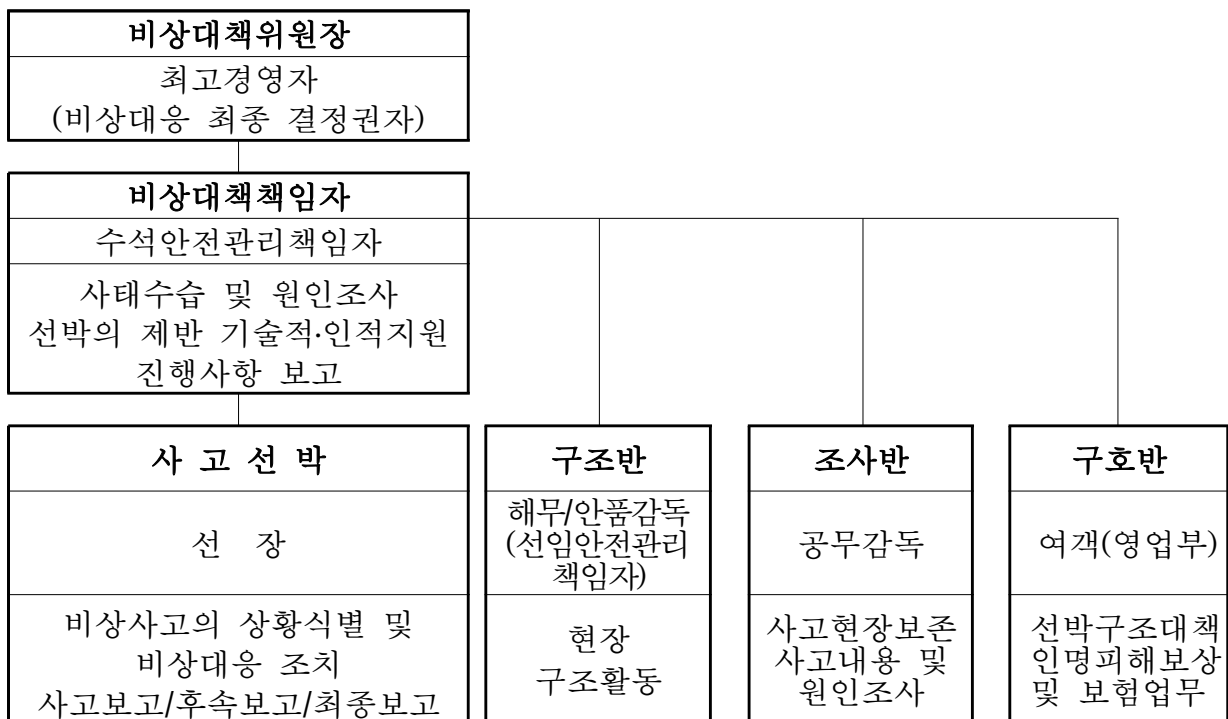 비상대책위원장
최고경영자
(비상대응 최종 결정권자)
비상대책책임자
수석안전관리책임자
사태수습 및 원인조사
선박의 제반 기술적·인적지원
진행사항 보고
사 고 선 박
선 장
비상사고의 상황식별 및
비상대응 조치
사고보고/후속보고/최종보고
구조반
해무/안품감독
(선임안전관리
책임자)
현장
구조활동
조사반
공무감독
사고현장보존
사고내용 및
원인조사
구호반
여객(영업부)
선박구조대책
인명피해보상
및 보험업무